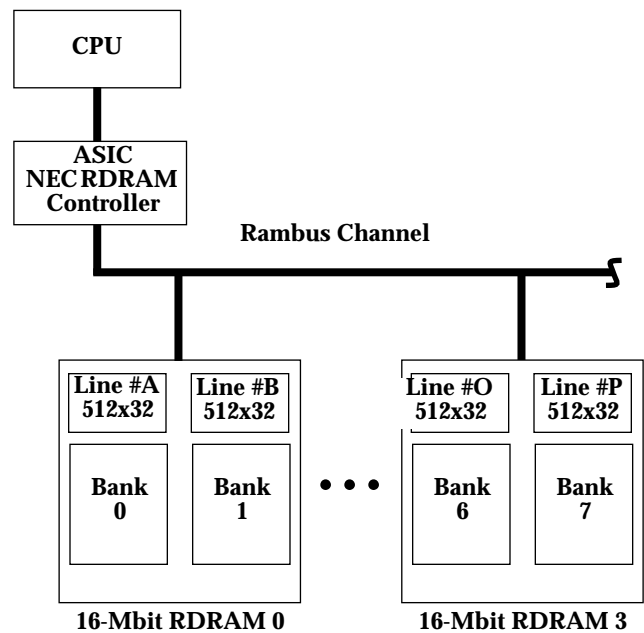 CPU
ASIC
NEC RDRAM
Controller
Rambus Channel
Line #A
512x32
Line #B
512x32
Line #O
512x32
Line #P
512x32
Bank
0
Bank
1
Bank
6
Bank
7
16-Mbit RDRAM 0
16-Mbit RDRAM 3